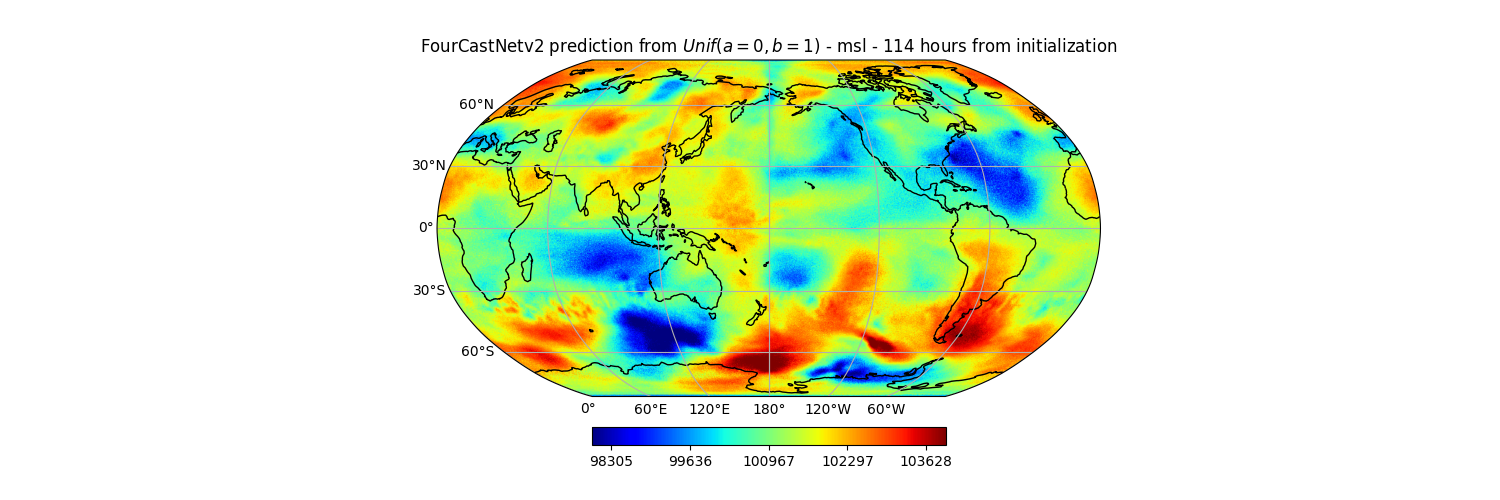 FourCastNetv2 prediction from Unif(a = 0, b = 1) - msl - 114 hours from initialization
60°N
30°N
0°
30°S
60°S
0° 60°E 120°E 180° 120°W 60°W
98305 99636 100967 102297 103628